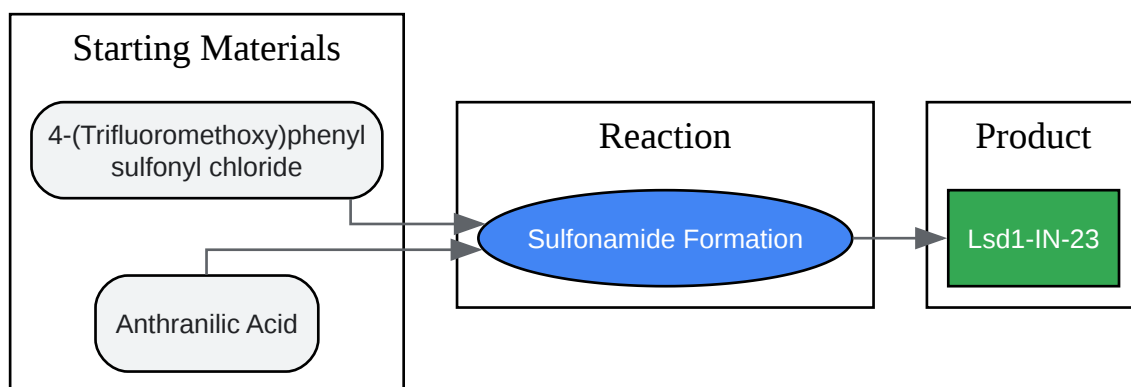 Starting Materials
4-(Trifluoromethoxy)phenyl
sulfonyl chloride
Anthranilic Acid
Reaction
Sulfonamide Formation
Product
Lsd1-IN-23